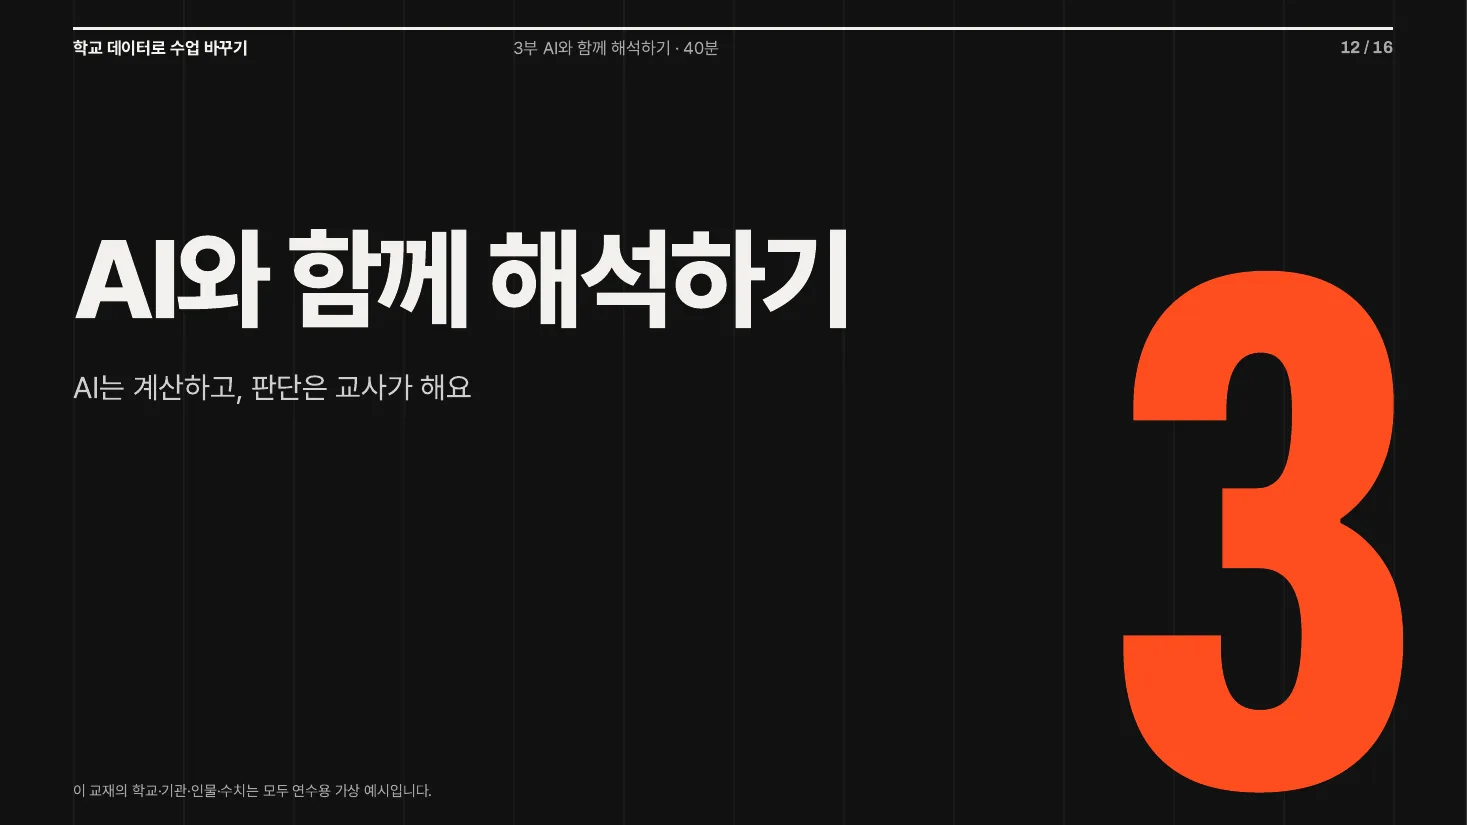 학교 데이터로 수업 바꾸기
3부 AI와 함께 해석하기 · 40분
12 / 16
AI와 함께 해석하기
AI는 계산하고, 판단은 교사가 해요
3
이 교재의 학교·기관·인물·수치는 모두 연수용 가상 예시입니다.